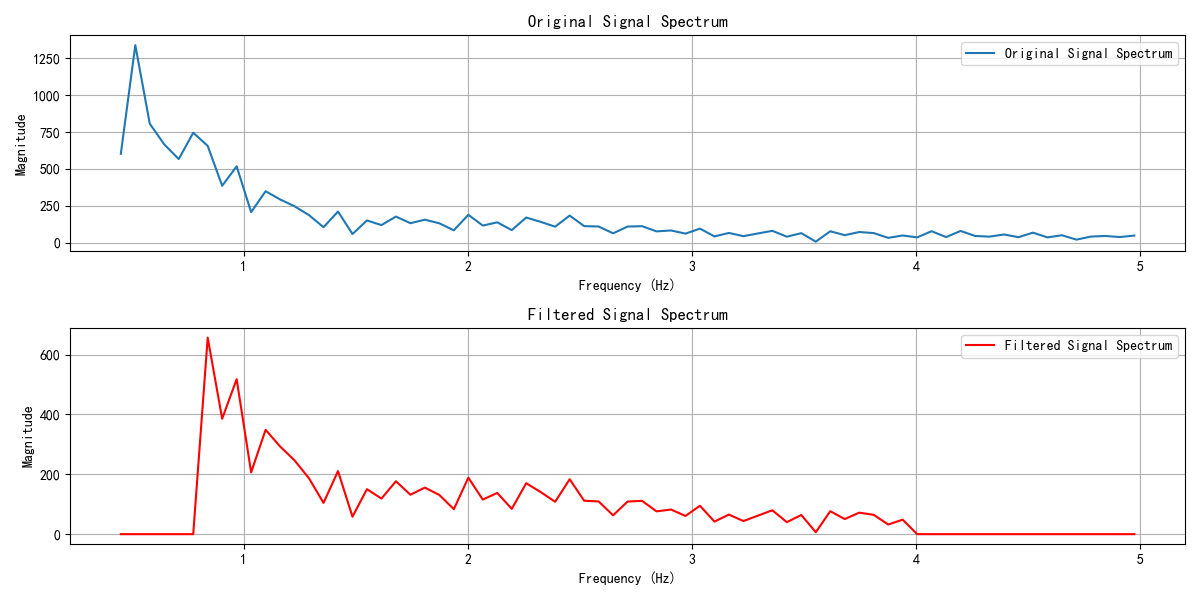 Original Signal Spectrum
Original Signal Spectrum
Magnitude
1250
1000
750
500
250
0
1 2 3 4 5
Frequency (Hz)
Filtered Signal Spectrum
Filtered Signal Spectrum
Magnitude
600
400
200
0
1 2 3 4 5
Frequency (Hz)